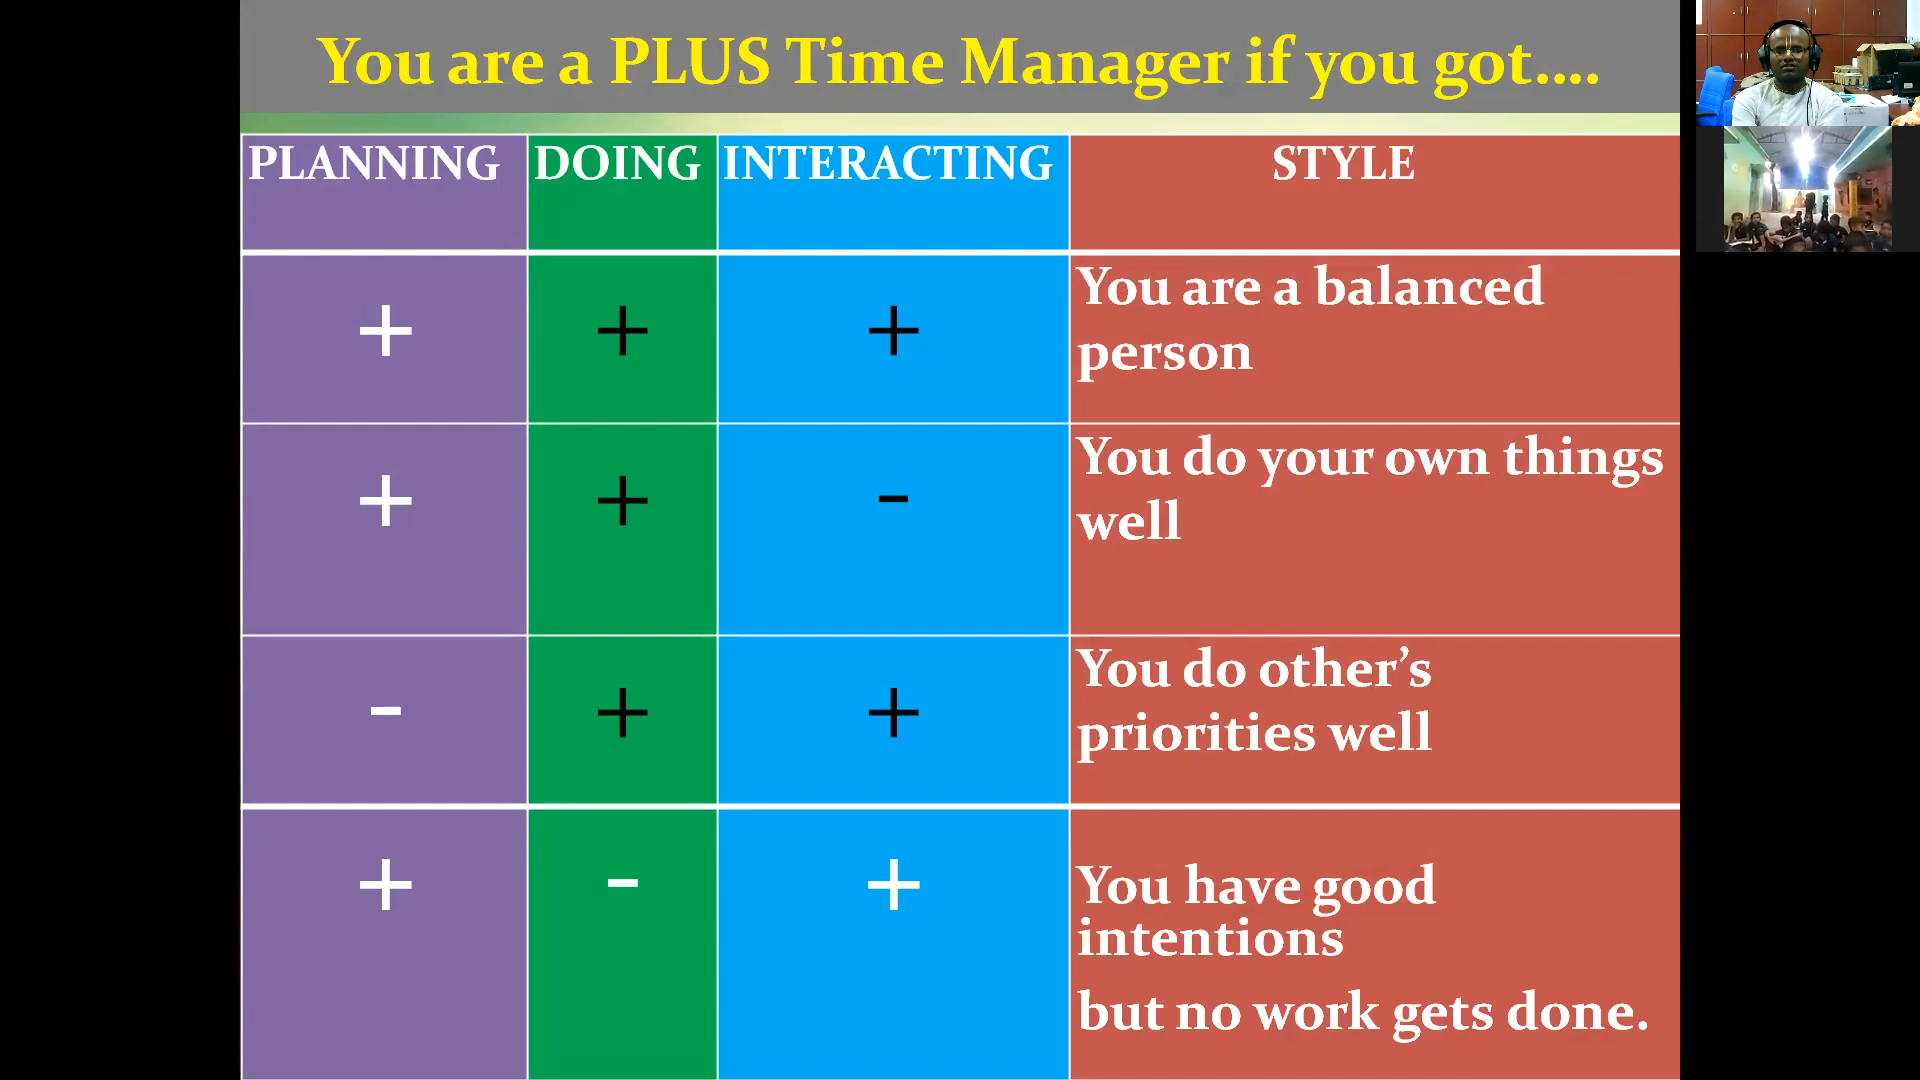 You are a PLUS Time Manager if you got....
PLANNING DOING INTERACTING STYLE
+ + + You are a balanced
person
+ + - You do your own things
well
- + + You do other’s
priorities well
+ - + You have good
intentions
but no work gets done.